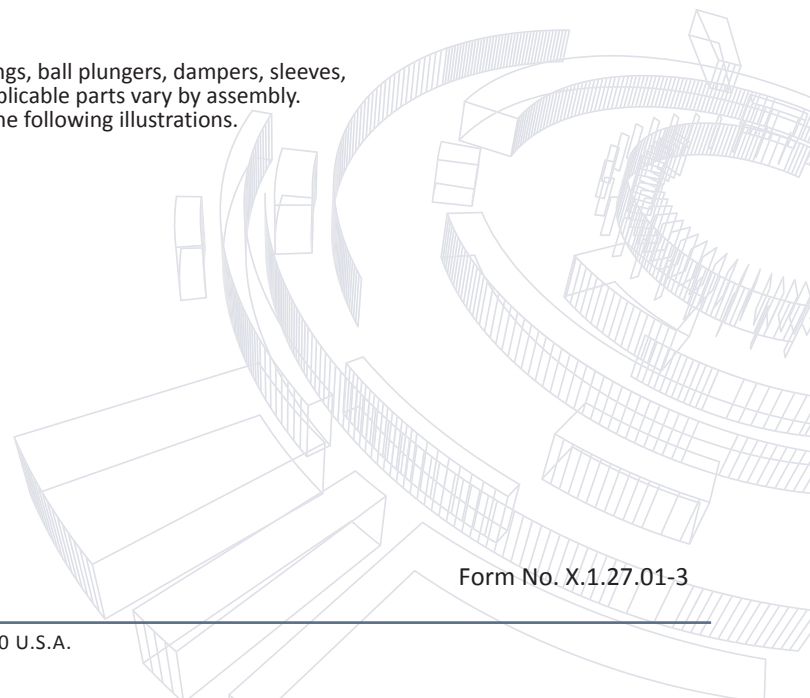 ngs, ball plungers, dampers, sleeves,
plicable parts vary by assembly.
he following illustrations.
Form No. X.1.27.01-3
0 U.S.A.